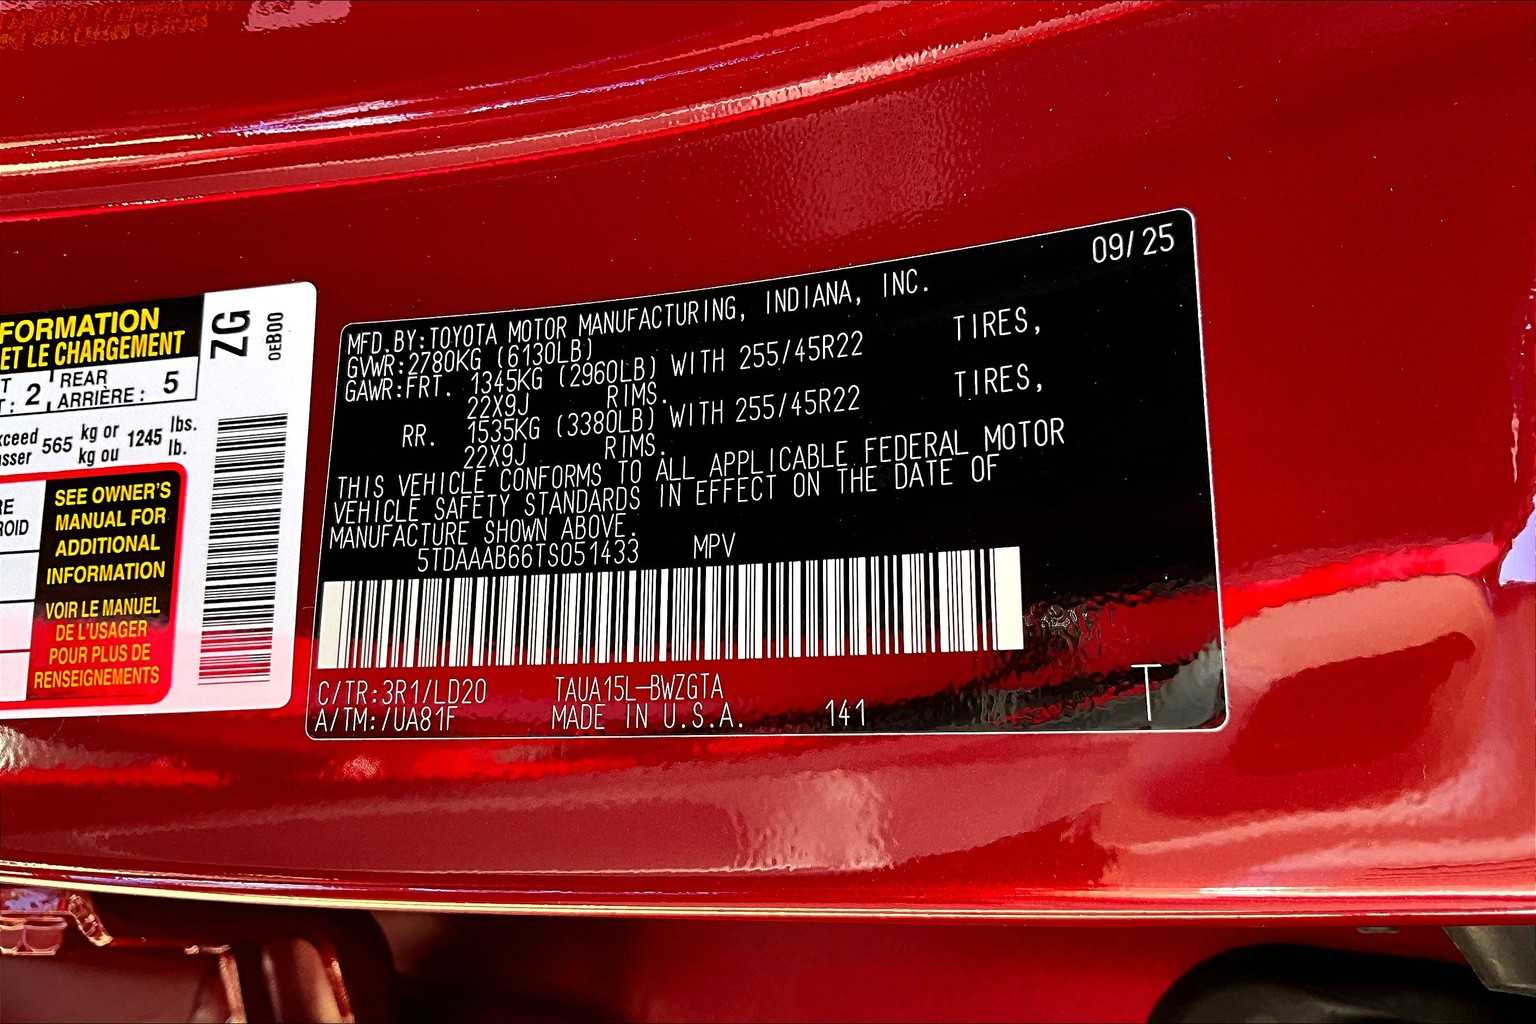 FORMATION
ET LE CHARGEMENT
ZG
0EB00
REAR
2
ARRIÈRE : 5
565 kg or 1245 lbs.
kg ou lb.
SEE OWNER'S
MANUAL FOR
ADDITIONAL
INFORMATION
VOIR LE MANUEL
DE L'USAGER
POUR PLUS DE
RENSEIGNEMENTS
09/25
MFD.BY:TOYOTA MOTOR MANUFACTURING, INDIANA, INC.
GVWR:2780KG (6130LB)
GAWR:FRT. 1345KG (2960LB) WITH 255/45R22 TIRES,
22X9J RIMS.
RR. 1535KG (3380LB) WITH 255/45R22 TIRES,
22X9J RIMS.
THIS VEHICLE CONFORMS TO ALL APPLICABLE FEDERAL MOTOR
VEHICLE SAFETY STANDARDS IN EFFECT ON THE DATE OF
MANUFACTURE SHOWN ABOVE.
5TDAAAB66TS051433 MPV
C/TR:3R1/LD20 TAUA15L-BWZGTA
A/TM:/UA81F MADE IN U.S.A. 141
T